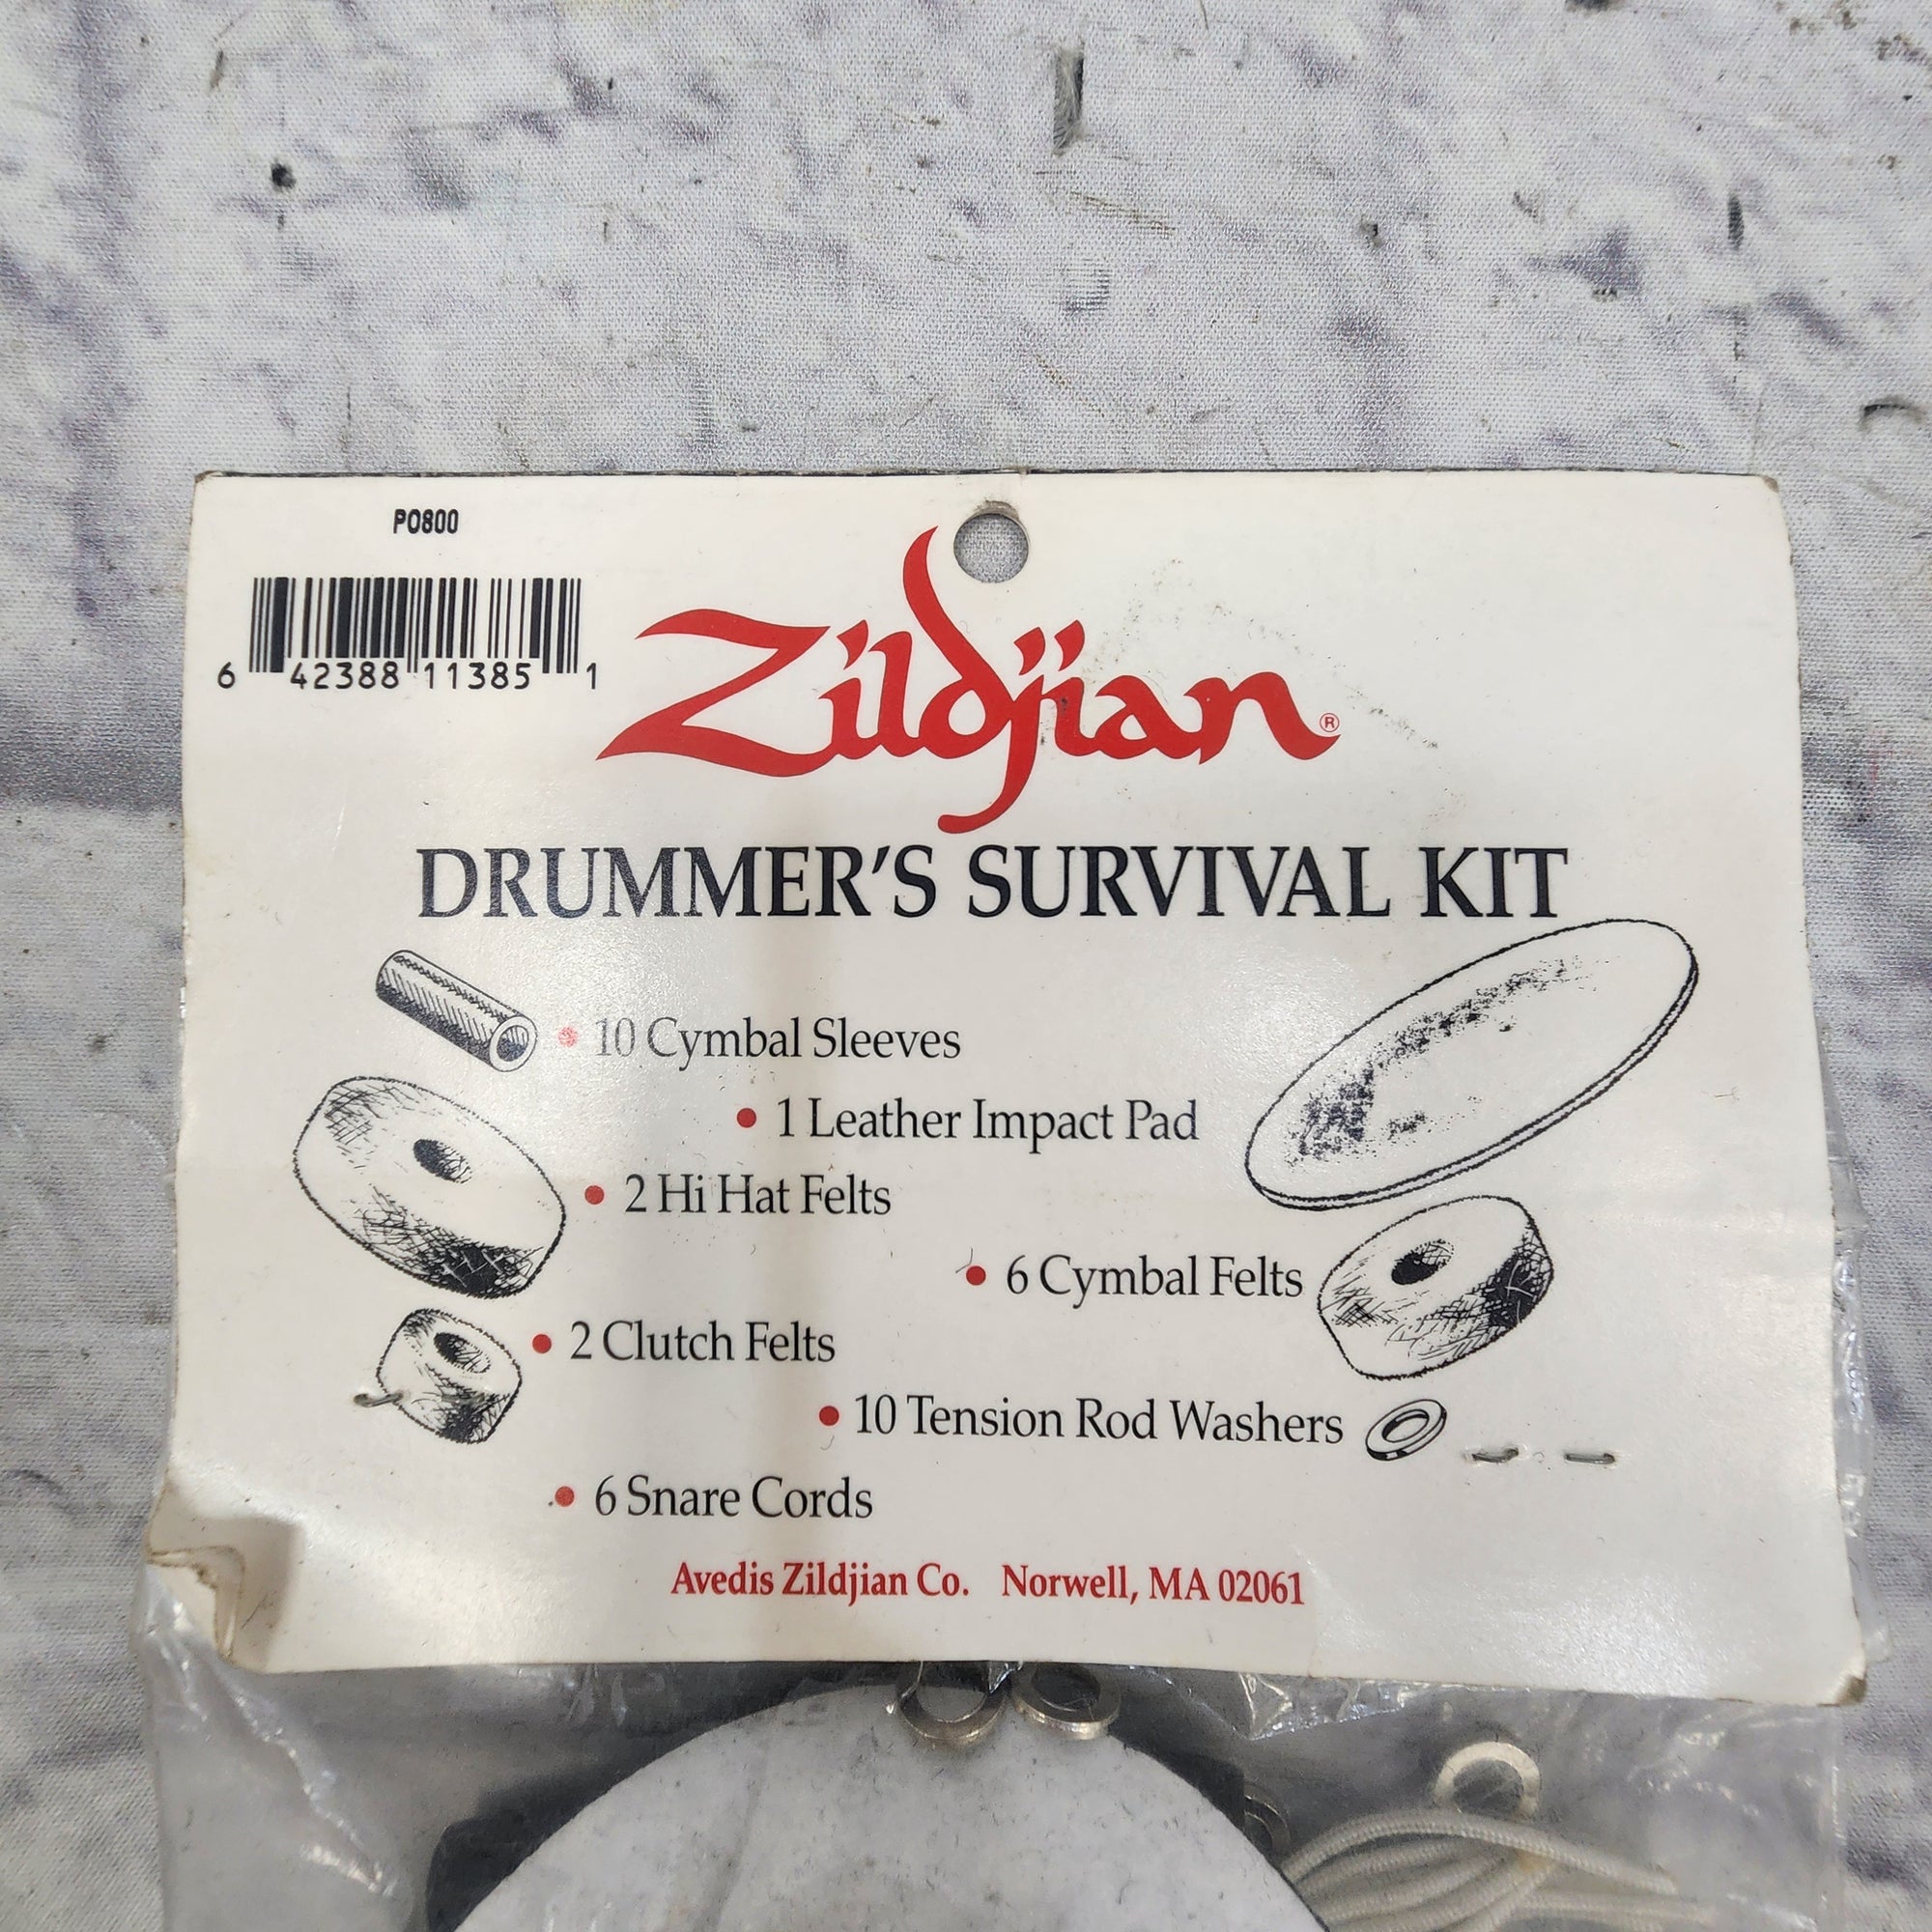 PO800
6 42388 11385 1
Zildjian®
DRUMMER'S SURVIVAL KIT
• 10 Cymbal Sleeves
• 1 Leather Impact Pad
• 2 Hi Hat Felts
• 6 Cymbal Felts
• 2 Clutch Felts
• 10 Tension Rod Washers
• 6 Snare Cords
Avedis Zildjian Co. Norwell, MA 02061